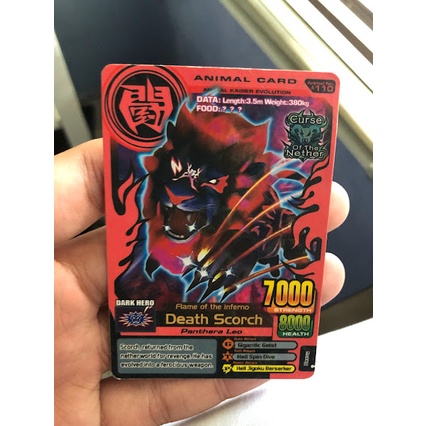 ANIMAL CARD
ANIMAL KAISER EVOLUTION
A110
闘
DATA: Length:3.5m Weight:380kg
FOOD:? ? ?
Curse
Of The
Nether
DARK HERO
Flame of the Inferno
Death Scorch
Panthera Leo
7000
STRENGTH
8000
HEALTH
Scorch, returned from the
netherworld for revenge. He has
evolved into a ferocious weapon.
Gigantic Geist
Hell Spin Dive
Hell Jigoku Berserker